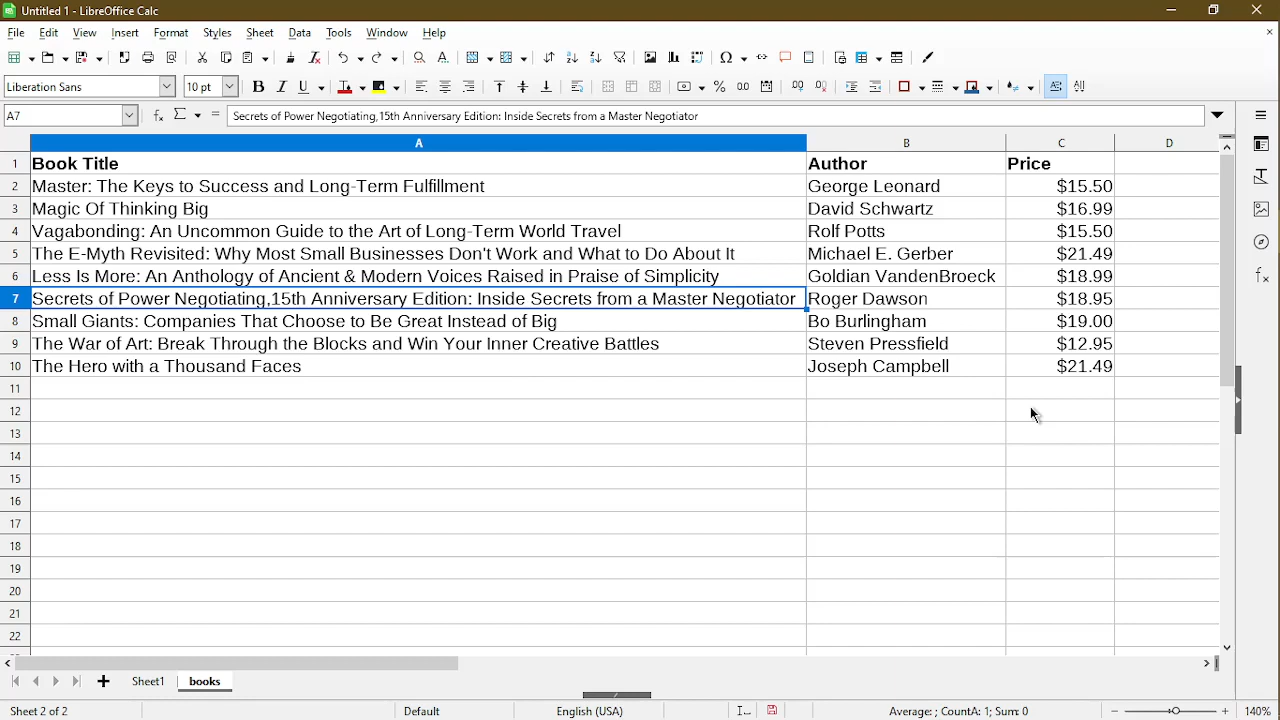 Untitled 1 - LibreOffice Calc
File Edit View Insert Format Styles Sheet Data Tools Window Help
Liberation Sans 10 pt
A7 Secrets of Power Negotiating,15th Anniversary Edition: Inside Secrets from a Master Negotiator
A B C D
1 Book Title Author Price
2 Master: The Keys to Success and Long-Term Fulfillment George Leonard $15.50
3 Magic Of Thinking Big David Schwartz $16.99
4 Vagabonding: An Uncommon Guide to the Art of Long-Term World Travel Rolf Potts $15.50
5 The E-Myth Revisited: Why Most Small Businesses Don't Work and What to Do About It Michael E. Gerber $21.49
6 Less Is More: An Anthology of Ancient & Modern Voices Raised in Praise of Simplicity Goldian VandenBroeck $18.99
7 Secrets of Power Negotiating,15th Anniversary Edition: Inside Secrets from a Master Negotiator Roger Dawson $18.95
8 Small Giants: Companies That Choose to Be Great Instead of Big Bo Burlingham $19.00
9 The War of Art: Break Through the Blocks and Win Your Inner Creative Battles Steven Pressfield $12.95
10 The Hero with a Thousand Faces Joseph Campbell $21.49
11
12
13
14
15
16
17
18
19
20
21
22
Sheet1 books
Sheet 2 of 2 Default English (USA) Average: ; CountA: 1; Sum: 0 140%